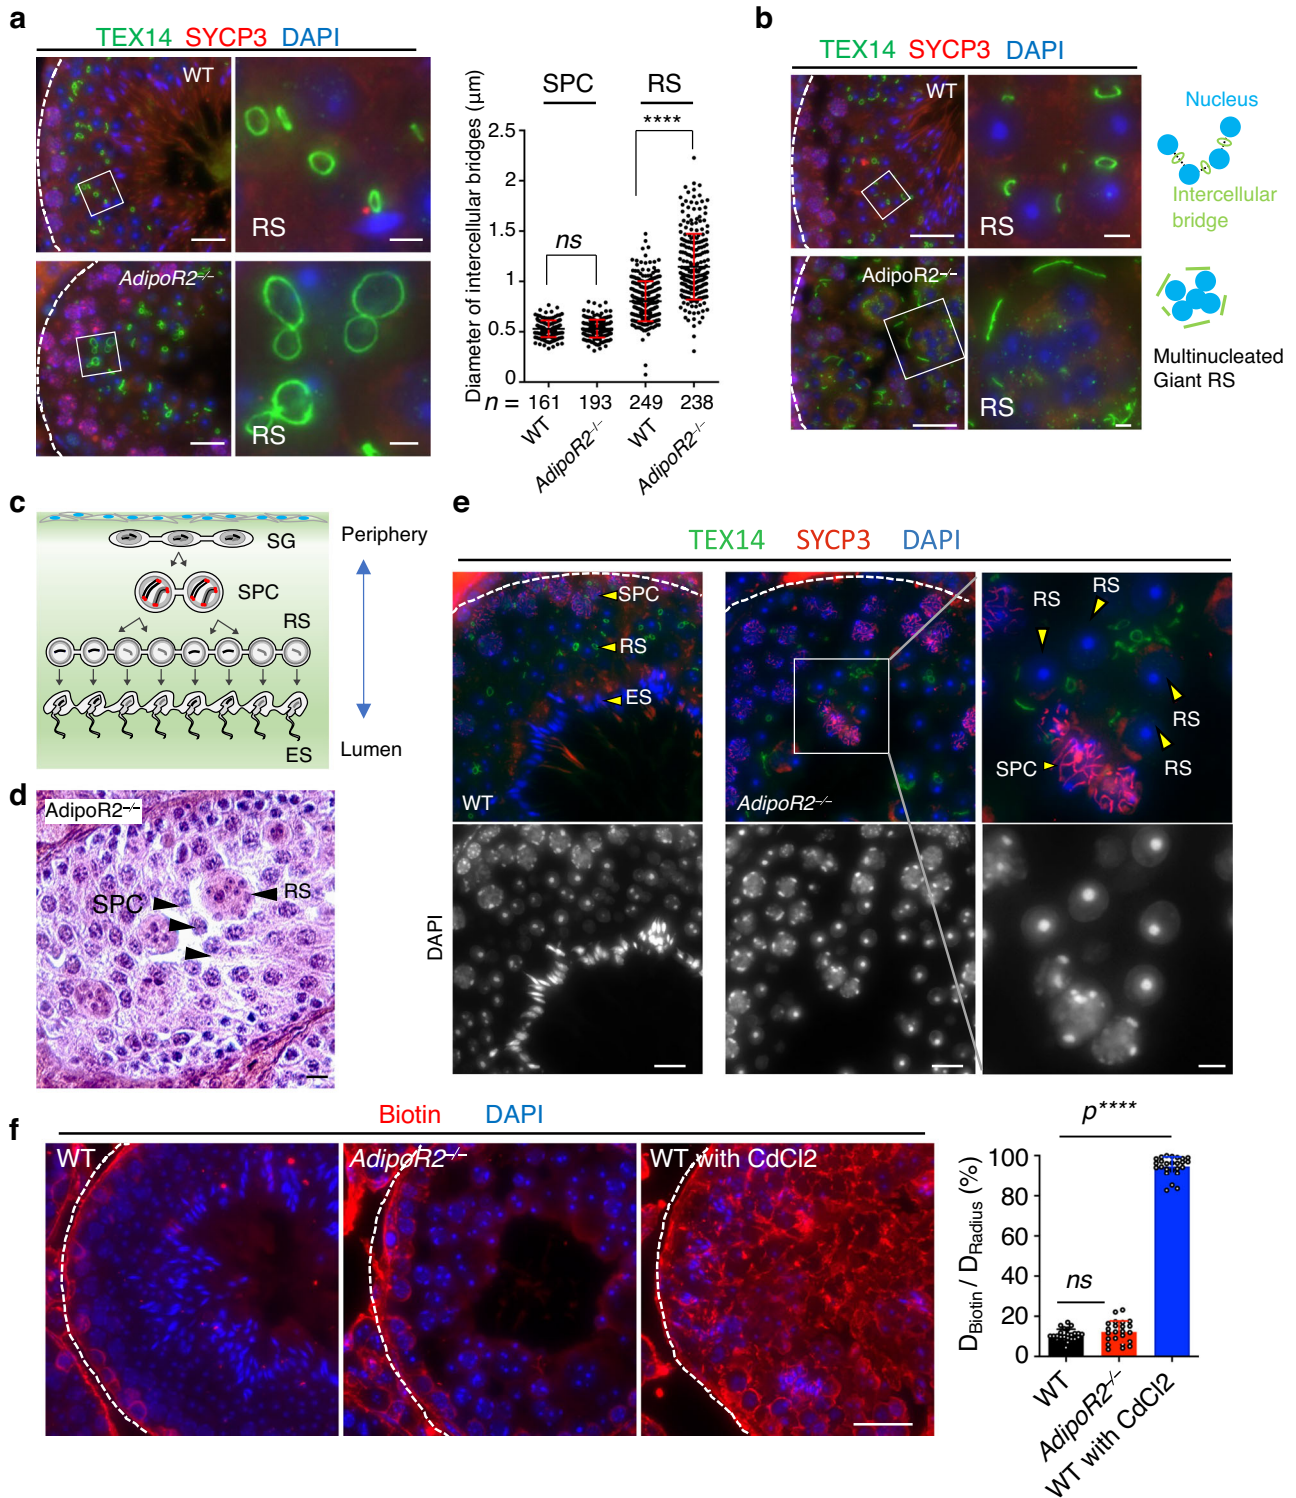 a
TEX14 SYCP3 DAPI
WT
RS
AdipoR2–/–
RS
Diameter of intercellular bridges (µm)
SPC RS
****
ns
2.5
2
1.5
1
0.5
0
n = 161 193 249 238
WT
AdipoR2–/–
WT
AdipoR2–/–
b
TEX14 SYCP3 DAPI
WT
RS
AdipoR2–/–
RS
Nucleus
Intercellular
bridge
Multinucleated
Giant RS
c
SG
SPC
RS
ES
Periphery
Lumen
d
AdipoR2–/–
SPC
RS
e
TEX14 SYCP3 DAPI
SPC
RS
ES
WT
AdipoR2–/–
RS
RS
RS
RS
SPC
DAPI
f
Biotin DAPI
WT
AdipoR2–/–
WT with CdCl2
p****
ns
DBiotin / DRadius (%)
100
80
60
40
20
0
WT
AdipoR2–/–
WT with CdCl2